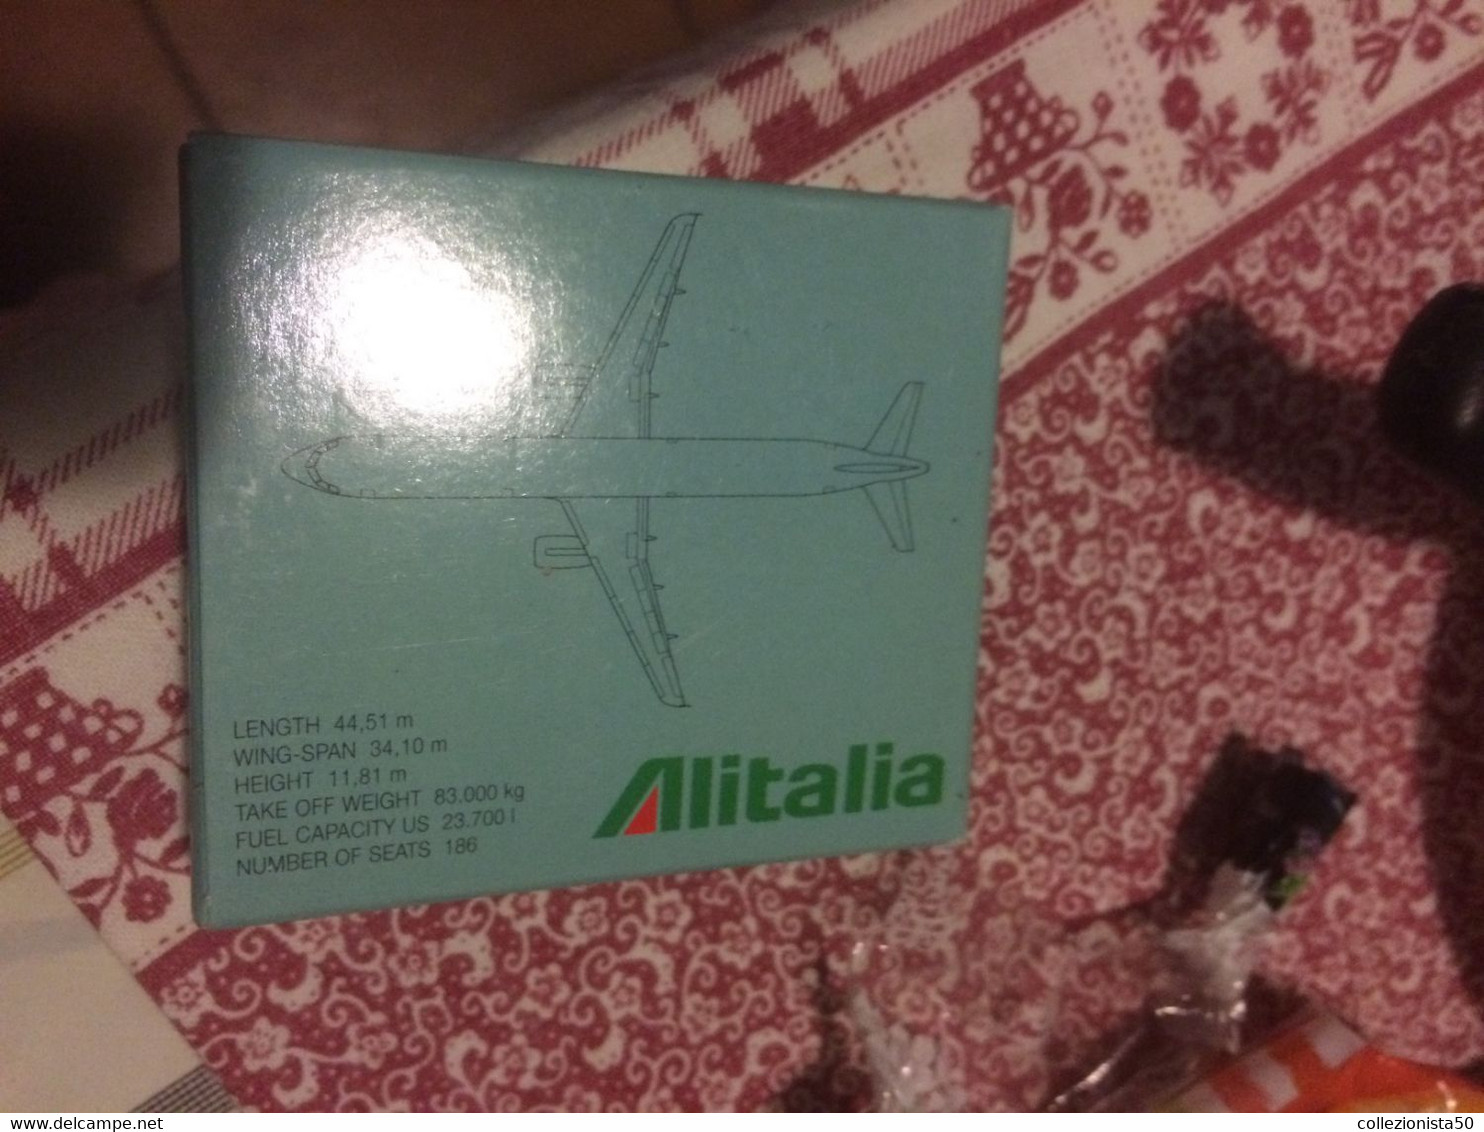 LENGTH 44,51 m
WING-SPAN 34,10 m
HEIGHT 11,81 m
TAKE OFF WEIGHT 83.000 kg
FUEL CAPACITY US 23.700 l
NUMBER OF SEATS 186
Alitalia
delcampe.net
collezionista50